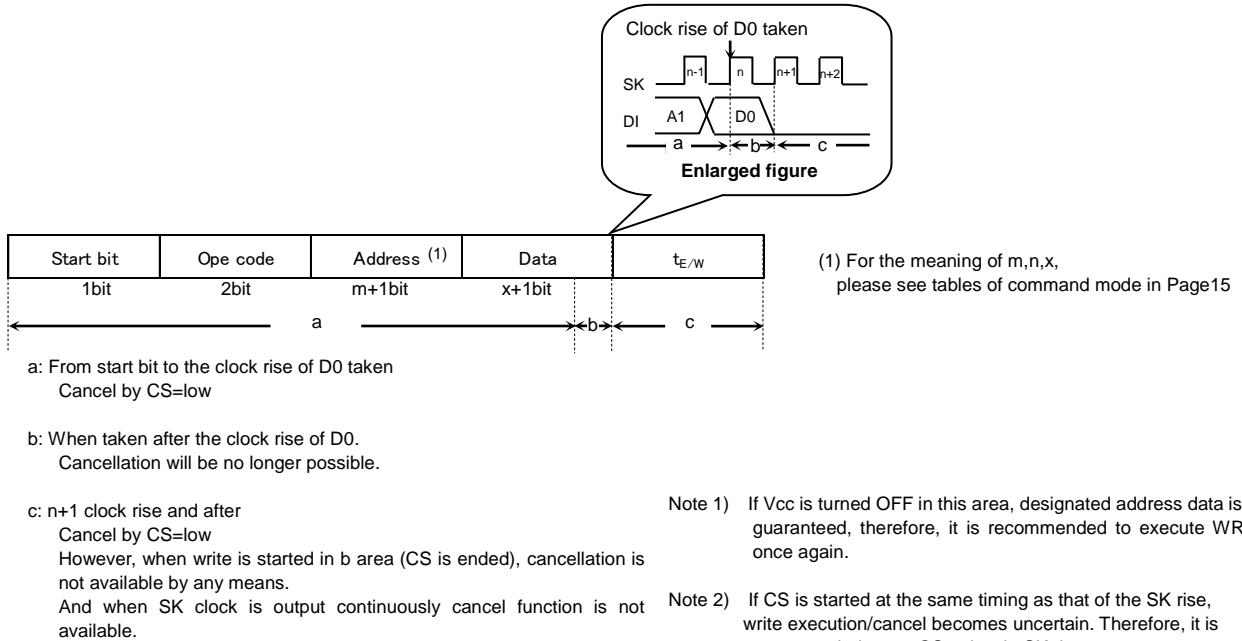 Clock rise of D0 taken
SK
n-1
n
n+1
n+2
DI
A1
D0
a
b
c
Enlarged figure
Start bit
Ope code
Address (1)
Data
tE/W
1bit
2bit
m+1bit
x+1bit
a
b
c
(1) For the meaning of m,n,x,
please see tables of command mode in Page15
a: From start bit to the clock rise of D0 taken
Cancel by CS=low
b: When taken after the clock rise of D0.
Cancellation will be no longer possible.
c: n+1 clock rise and after
Cancel by CS=low
However, when write is started in b area (CS is ended), cancellation is
not available by any means.
And when SK clock is output continuously cancel function is not
available.
Note 1) If Vcc is turned OFF in this area, designated address data is
guaranteed, therefore, it is recommended to execute WR
once again.
Note 2) If CS is started at the same timing as that of the SK rise,
write execution/cancel becomes uncertain. Therefore, it is